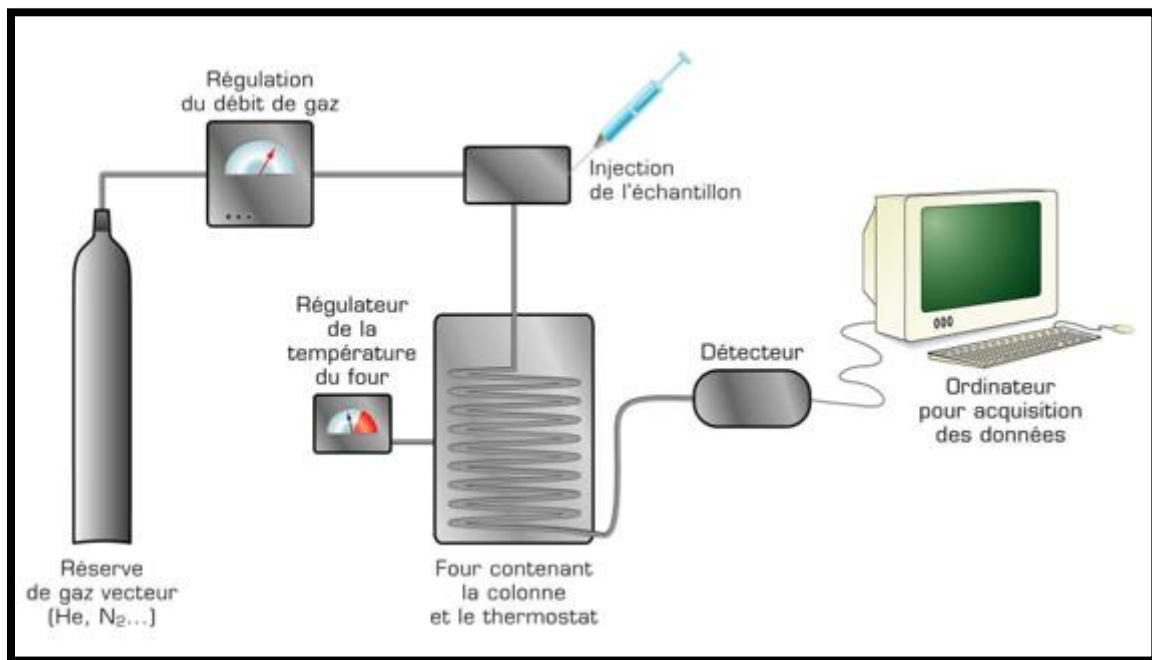 Régulation
du débit de gaz
Injection
de l'échantillon
Régulateur
de la
température
du four
Détecteur
Ordinateur
pour acquisition
des données
Réserve
de gaz vecteur
(He, N₂...)
Four contenant
la colonne
et le thermostat